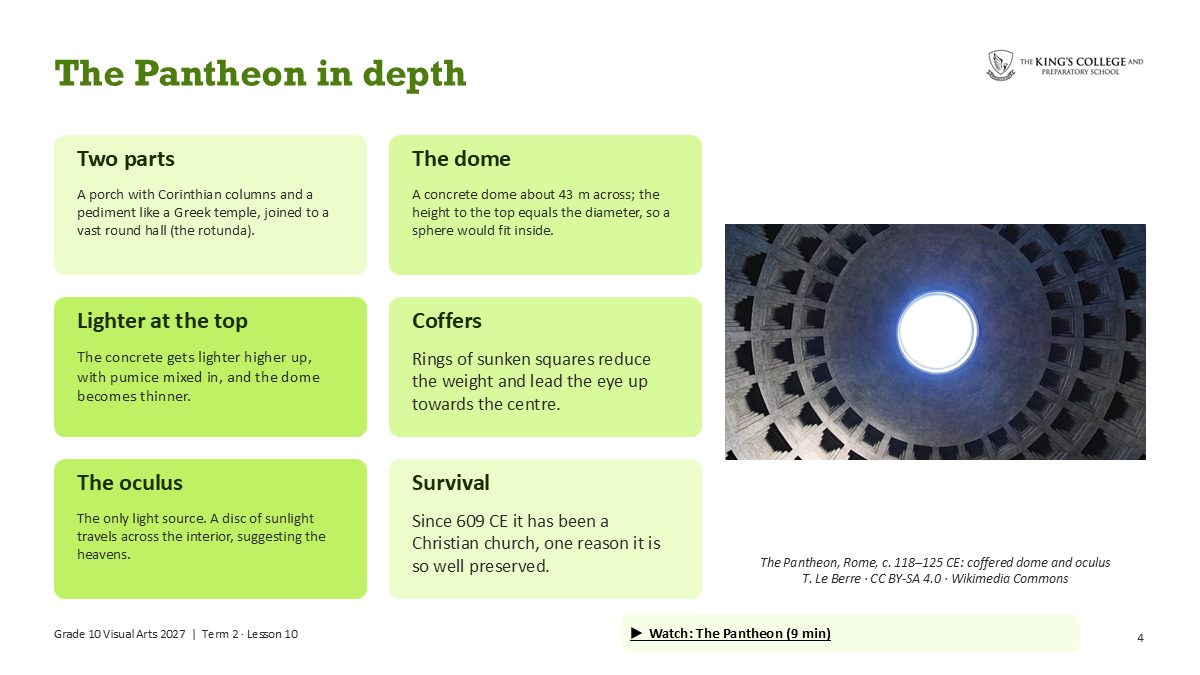 The Pantheon in depth
THE KING'S COLLEGE AND
PREPARATORY SCHOOL
Two parts
A porch with Corinthian columns and a
pediment like a Greek temple, joined to a
vast round hall (the rotunda).
The dome
A concrete dome about 43 m across; the
height to the top equals the diameter, so a
sphere would fit inside.
Lighter at the top
The concrete gets lighter higher up,
with pumice mixed in, and the dome
becomes thinner.
Coffers
Rings of sunken squares reduce
the weight and lead the eye up
towards the centre.
The oculus
The only light source. A disc of sunlight
travels across the interior, suggesting the
heavens.
Survival
Since 609 CE it has been a
Christian church, one reason it is
so well preserved.
The Pantheon, Rome, c. 118–125 CE: coffered dome and oculus
T. Le Berre · CC BY-SA 4.0 · Wikimedia Commons
Grade 10 Visual Arts 2027 | Term 2 · Lesson 10
▶ Watch: The Pantheon (9 min)
4